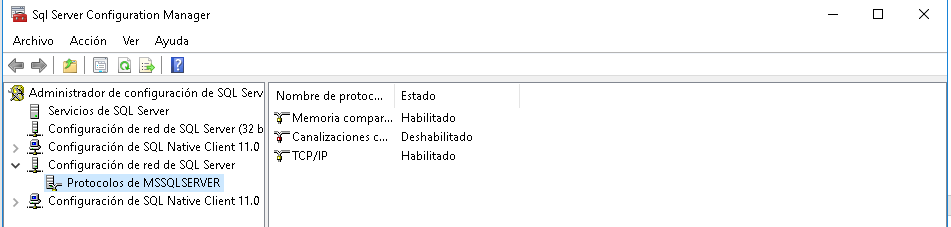 Sql Server Configuration Manager
Archivo Acción Ver Ayuda
Administrador de configuración de SQL Serv
Servicios de SQL Server
Configuración de red de SQL Server (32 b
Configuración de SQL Native Client 11.0
Configuración de red de SQL Server
Protocolos de MSSQLSERVER
Configuración de SQL Native Client 11.0
Nombre de protoc... Estado
Memoria compar... Habilitado
Canalizaciones c... Deshabilitado
TCP/IP Habilitado